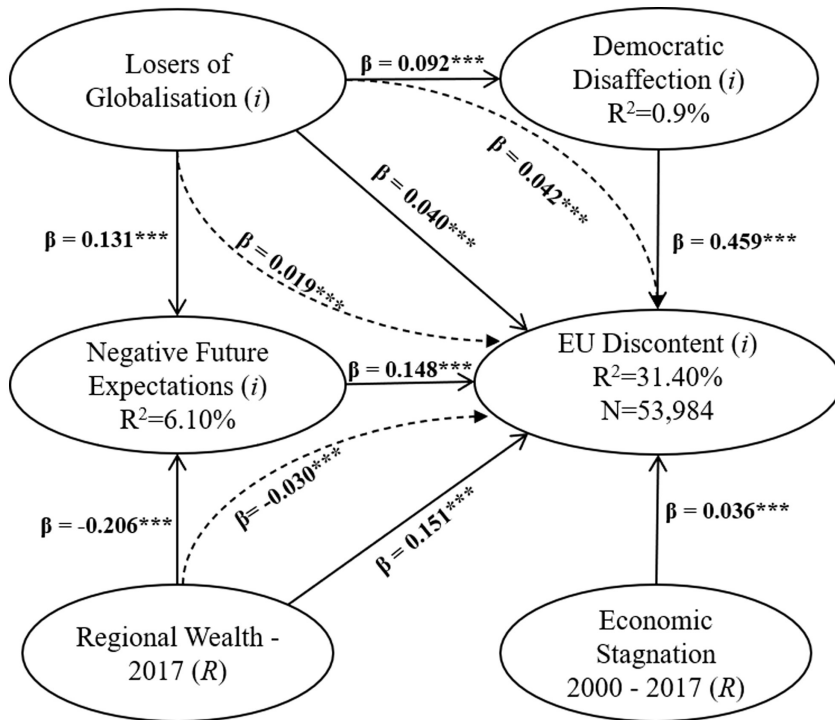 Losers of
Globalisation (i)
β = 0.092***
Democratic
Disaffection (i)
R²=0.9%
β = 0.042***
β = 0.040***
β = 0.131***
β = 0.019***
β = 0.459***
Negative Future
Expectations (i)
R²=6.10%
β = 0.148***
EU Discontent (i)
R²=31.40%
N=53,984
β= -0.030***
β = -0.206***
β = 0.151***
β = 0.036***
Regional Wealth -
2017 (R)
Economic
Stagnation
2000 - 2017 (R)